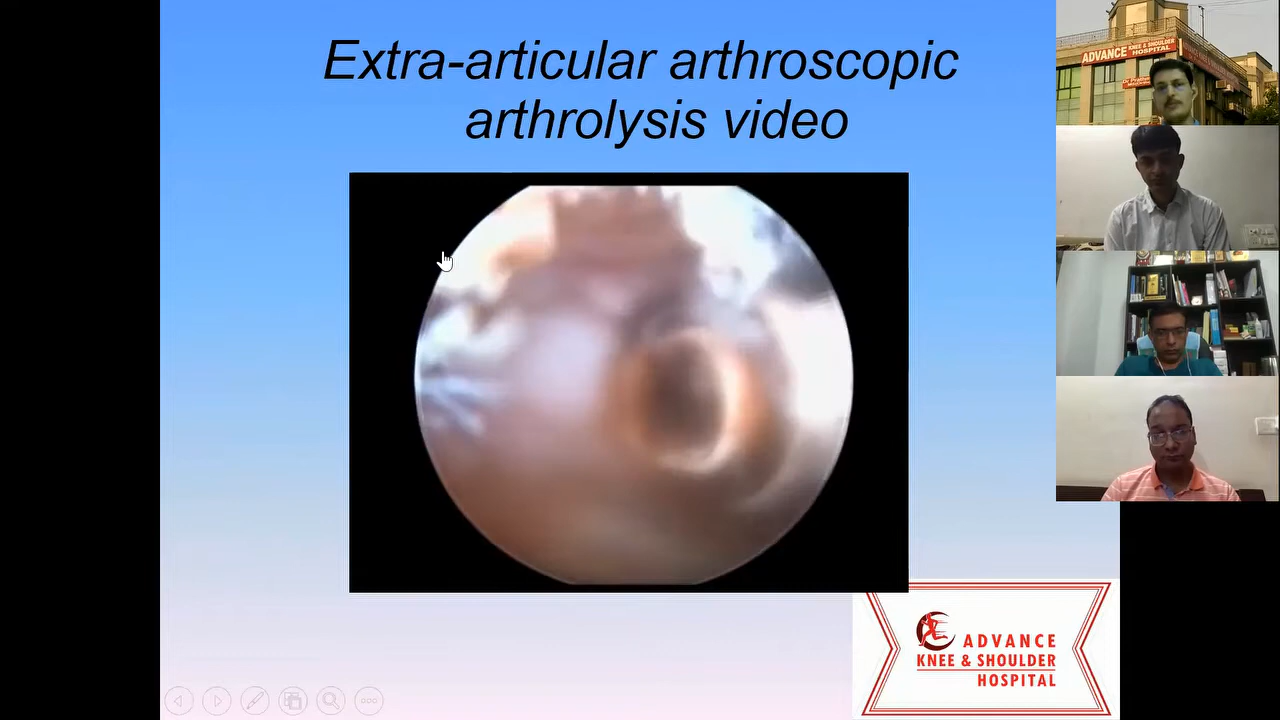 Extra-articular arthroscopic
arthrolysis video
ADVANCE KNEE & SHOULDER
HOSPITAL
ADVANCE
KNEE & SHOULDER
HOSPITAL